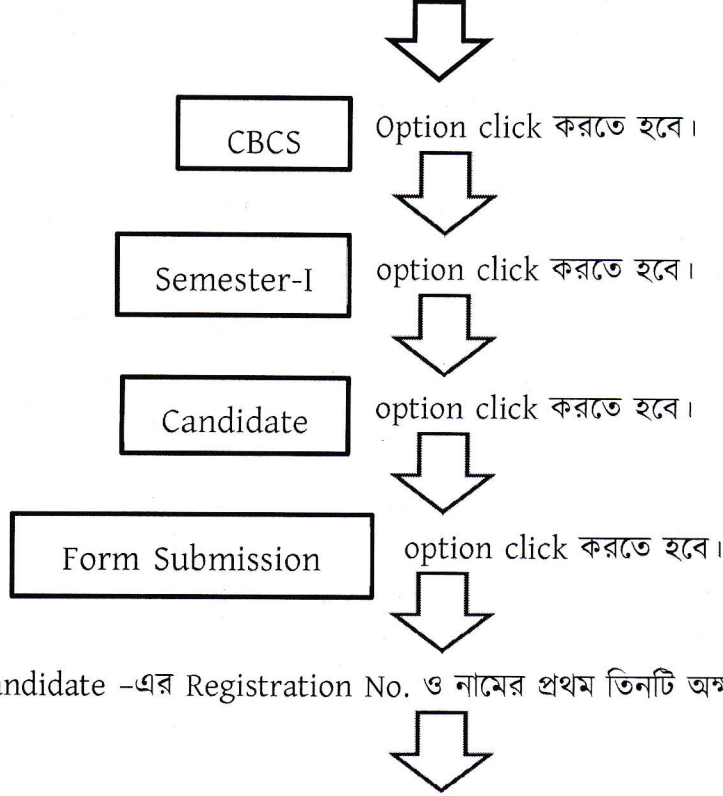 CBCS Option click করতে হবে।
Semester-I option click করতে হবে।
Candidate option click করতে হবে।
Form Submission option click করতে হবে।
–এর Registration No. ও নামের প্রথম তিনটি